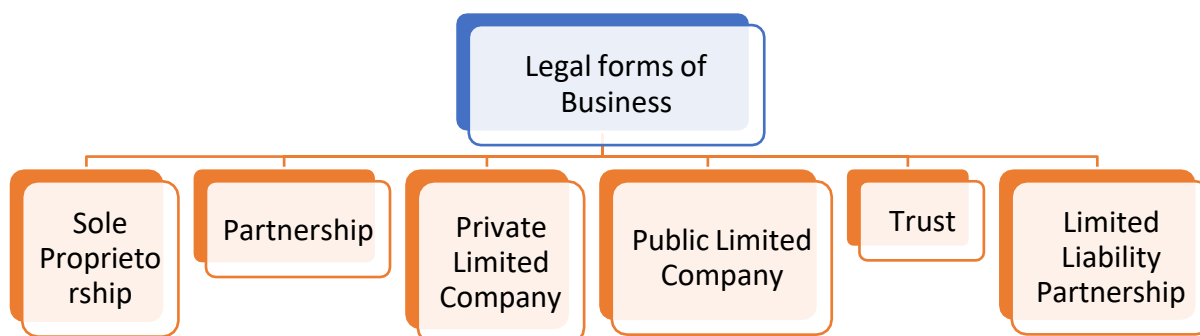 Legal forms of
Business
Sole
Proprieto
rship
Partnership
Private
Limited
Company
Public Limited
Company
Trust
Limited
Liability
Partnership